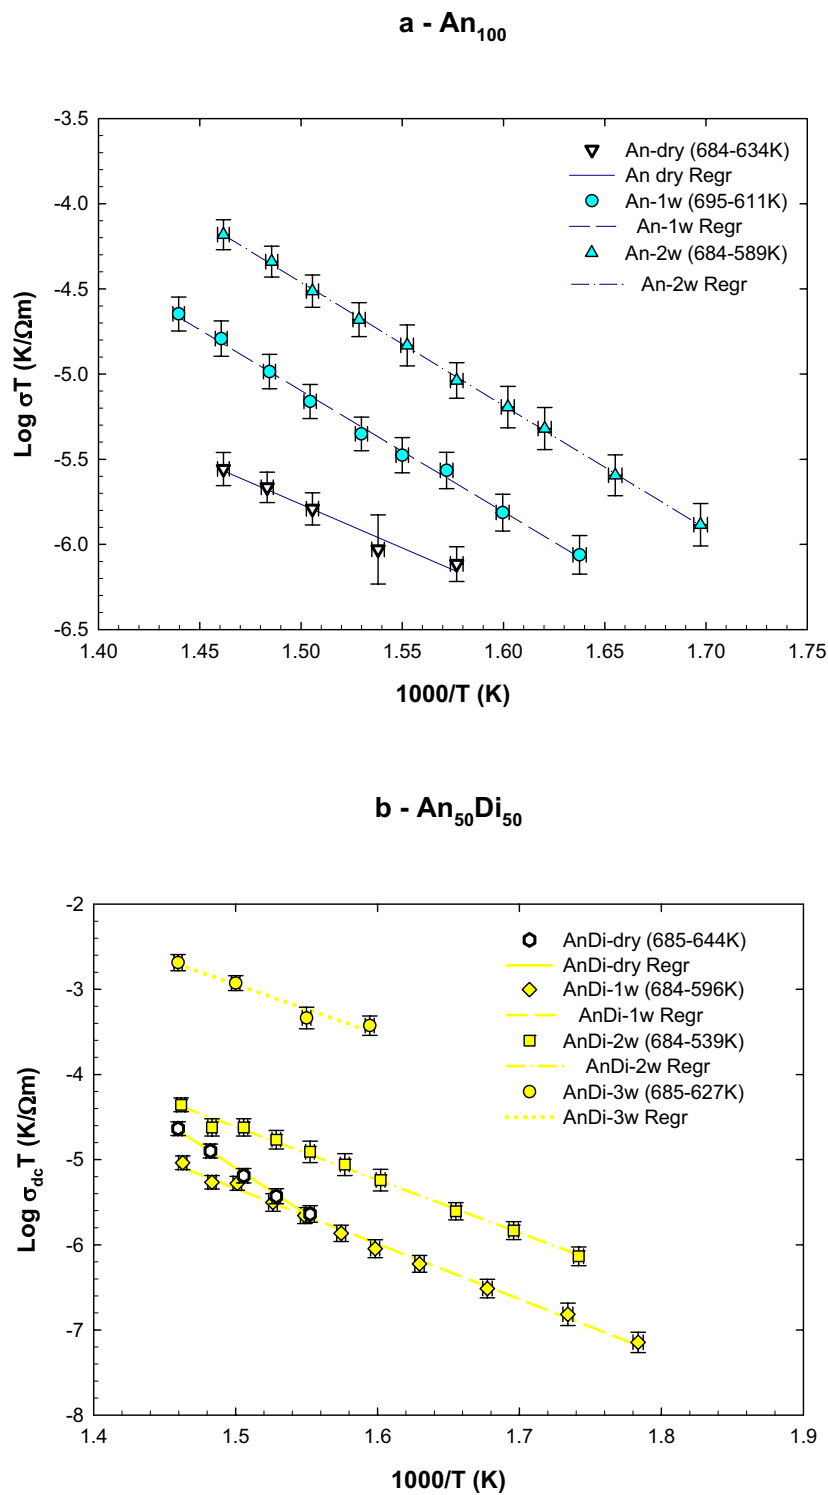 a - An₁₀₀
-3.5
-4.0
-4.5
-5.0
-5.5
-6.0
-6.5
Log σT (K/Ωm)
An-dry (684-634K)
An dry Regr
An-1w (695-611K)
An-1w Regr
An-2w (684-589K)
An-2w Regr
1.40 1.45 1.50 1.55 1.60 1.65 1.70 1.75
1000/T (K)
b - An₅₀Di₅₀
-2
-3
-4
-5
-6
-7
-8
Log σdcT (K/Ωm)
AnDi-dry (685-644K)
AnDi-dry Regr
AnDi-1w (684-596K)
AnDi-1w Regr
AnDi-2w (684-539K)
AnDi-2w Regr
AnDi-3w (685-627K)
AnDi-3w Regr
1.4 1.5 1.6 1.7 1.8 1.9
1000/T (K)